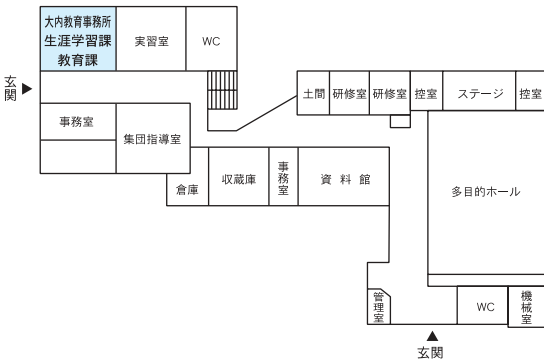 大内教育事務所
生涯学習課
教育課
実習室
WC
玄関
土間
研修室
研修室
控室
ステージ
控室
事務室
集団指導室
倉庫
収蔵庫
事務室
資料館
多目的ホール
管理室
WC
機械室
玄関